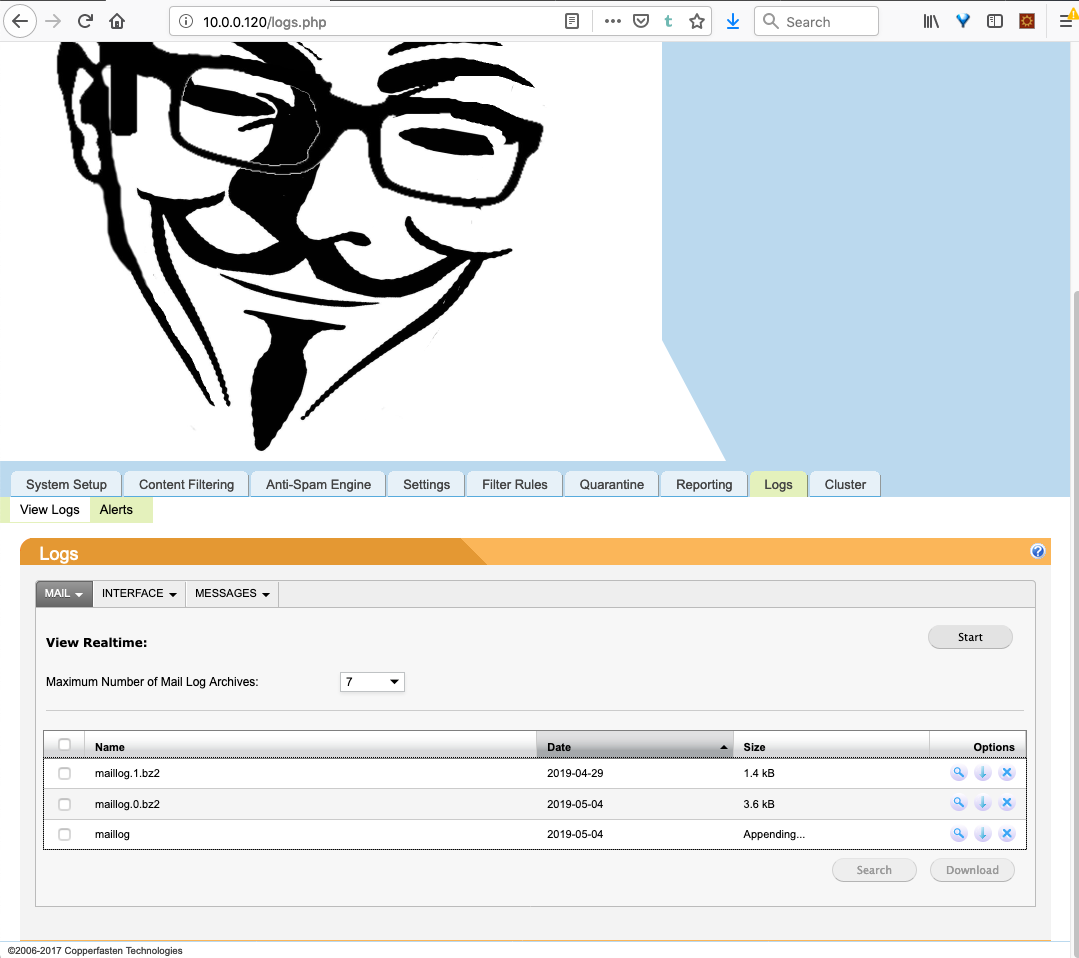 10.0.0.120/logs.php
Search
System Setup Content Filtering Anti-Spam Engine Settings Filter Rules Quarantine Reporting Logs Cluster
View Logs Alerts
Logs
MAIL INTERFACE MESSAGES
View Realtime: Start
Maximum Number of Mail Log Archives: 7
Name Date Size Options
maillog.1.bz2 2019-04-29 1.4 kB
maillog.0.bz2 2019-05-04 3.6 kB
maillog 2019-05-04 Appending...
Search Download
©2006-2017 Copperfasten Technologies